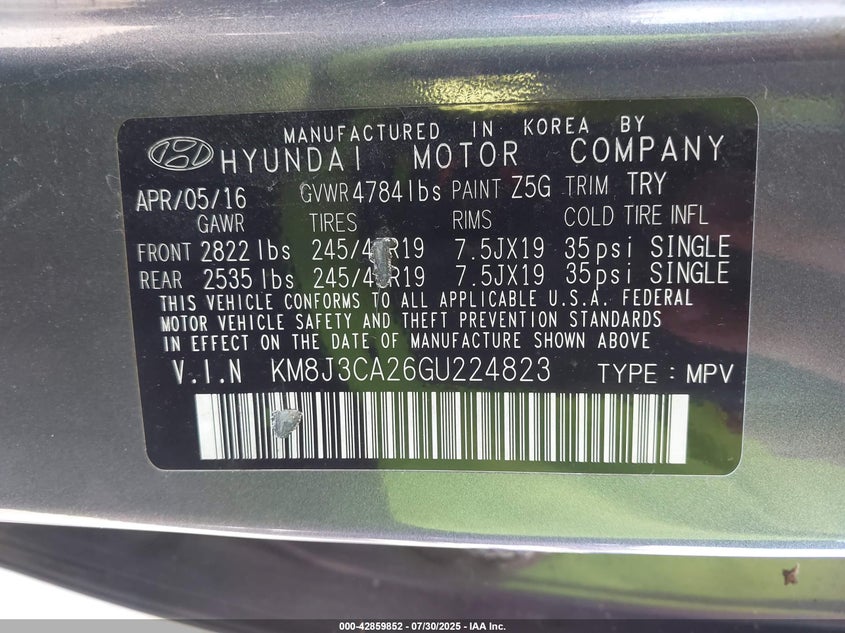 MANUFACTURED IN KOREA BY
HYUNDAI MOTOR COMPANY
APR/05/16 GVWR 4784 lbs PAINT Z5G TRIM TRY
GAWR TIRES RIMS COLD TIRE INFL
FRONT 2822 lbs 7.5JX19 35psi SINGLE
REAR 2535 lbs 7.5JX19 35psi SINGLE
THIS VEHICLE CONFORMS TO ALL APPLICABLE U.S.A. FEDERAL
MOTOR VEHICLE SAFETY AND THEFT PREVENTION STANDARDS
IN EFFECT ON THE DATE OF MANUFACTURE SHOWN ABOVE
V.I.N KM8J3CA26GU224823 TYPE : MPV
000-42859852 - 07/30/2025 - IAA Inc.